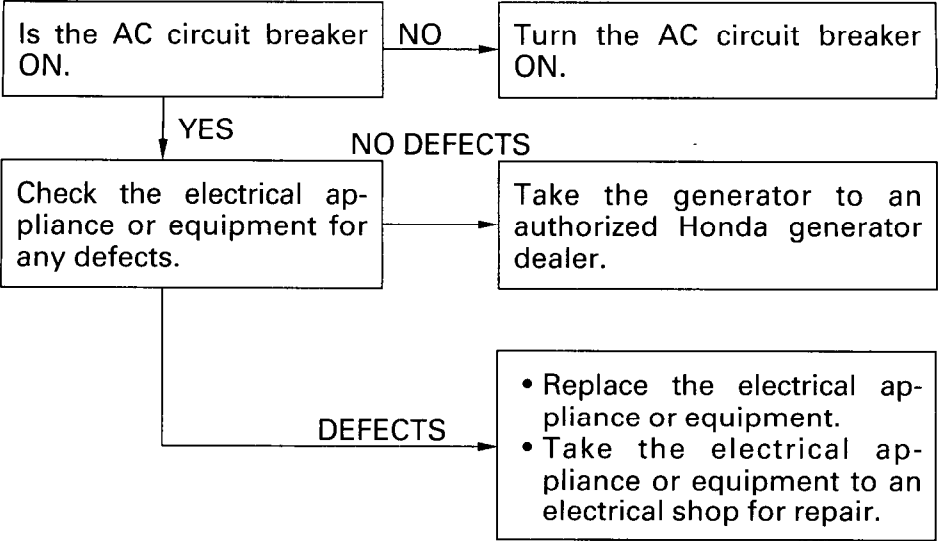 Is the AC circuit breaker
ON.
NO
Turn the AC circuit breaker
ON.
YES
NO DEFECTS
Check the electrical ap-
pliance or equipment for
any defects.
Take the generator to an
authorized Honda generator
dealer.
DEFECTS
• Replace the electrical ap-
pliance or equipment.
• Take the electrical ap-
pliance or equipment to an
electrical shop for repair.